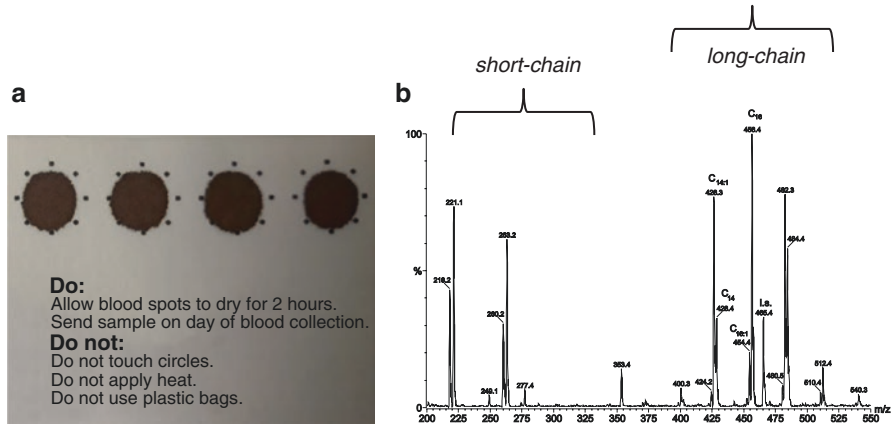 a
Do:
Allow blood spots to dry for 2 hours.
Send sample on day of blood collection.
Do not:
Do not touch circles.
Do not apply heat.
Do not use plastic bags.
b
short-chain
long-chain
100
%
0
218.2
221.1
249.1
260.2
263.2
277.4
353.4
400.3
424.2
C14:1
426.3
C14
428.4
C16:1
454.4
C16
456.4
I.S.
465.4
480.5
482.3
484.4
510.4
512.4
540.3
200 225 250 275 300 325 350 375 400 425 450 475 500 525 550 m/z